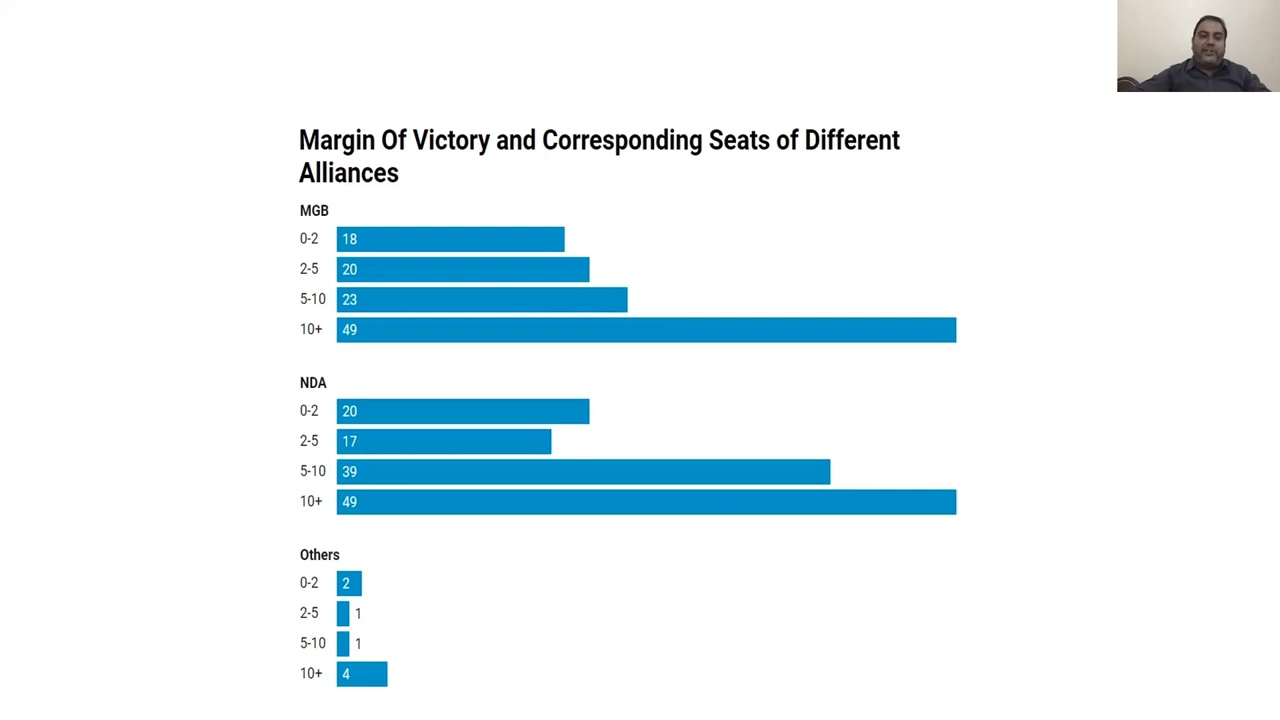 Margin Of Victory and Corresponding Seats of Different
Alliances
MGB
0-2 18
2-5 20
5-10 23
10+ 49
NDA
0-2 20
2-5 17
5-10 39
10+ 49
Others
0-2 2
2-5 1
5-10 1
10+ 4